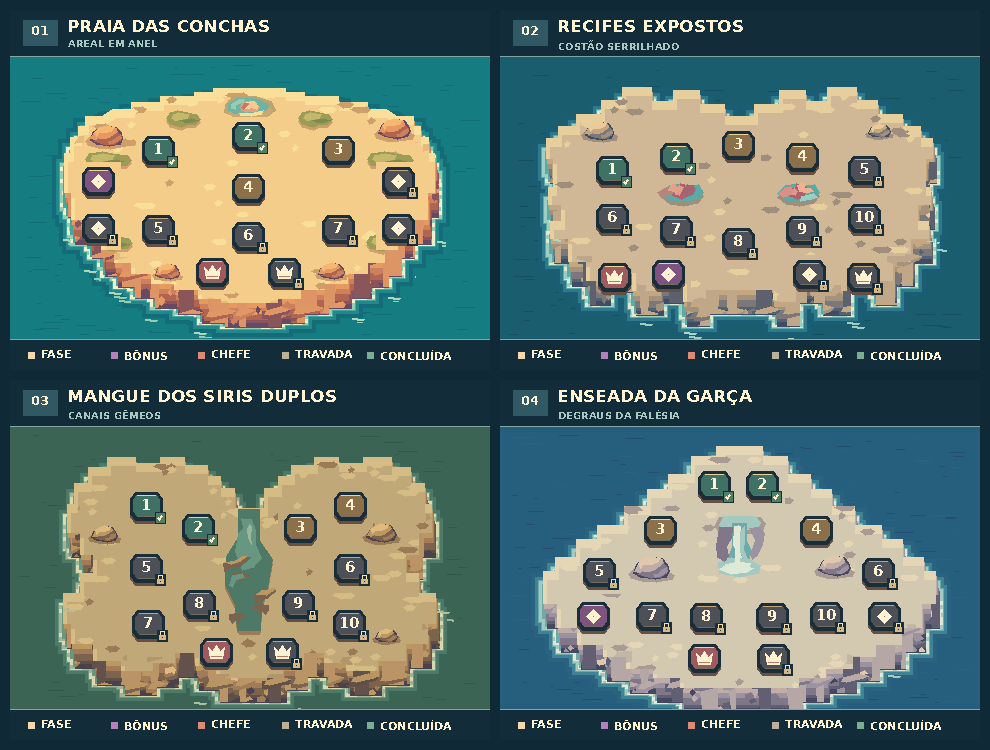 01 PRAIA DAS CONCHAS
AREAL EM ANEL
1 2 3
4
5 6 7
FASE BÔNUS CHEFE TRAVADA CONCLUÍDA
02 RECIFES EXPOSTOS
COSTÃO SERRILHADO
1 2 3 4 5
6 7 8 9 10
FASE BÔNUS CHEFE TRAVADA CONCLUÍDA
03 MANGUE DOS SIRIS DUPLOS
CANAIS GÊMEOS
1 2 3 4
5 6
7 8 9 10
FASE BÔNUS CHEFE TRAVADA CONCLUÍDA
04 ENSEADA DA GARÇA
DEGRAUS DA FALÉSIA
1 2
3 4
5 6
7 8 9 10
FASE BÔNUS CHEFE TRAVADA CONCLUÍDA